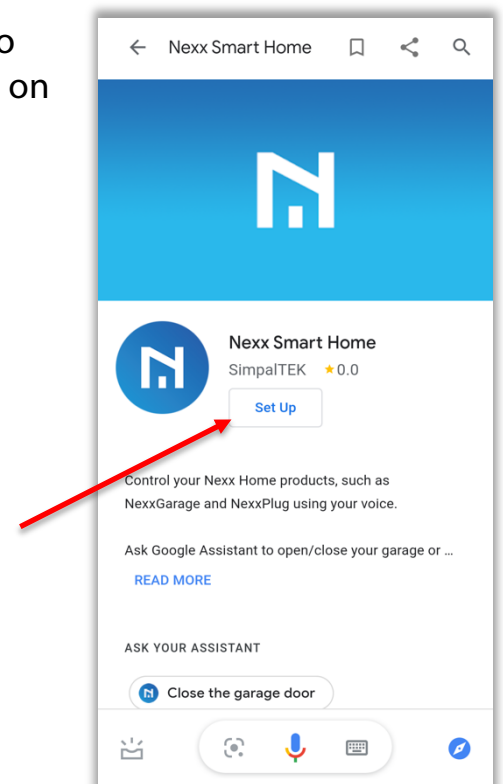 o
on
Nexx Smart Home
Nexx Smart Home
SimpalTEK ★0.0
Set Up
Control your Nexx Home products, such as
NexxGarage and NexxPlug using your voice.
Ask Google Assistant to open/close your garage or ...
READ MORE
ASK YOUR ASSISTANT
Close the garage door